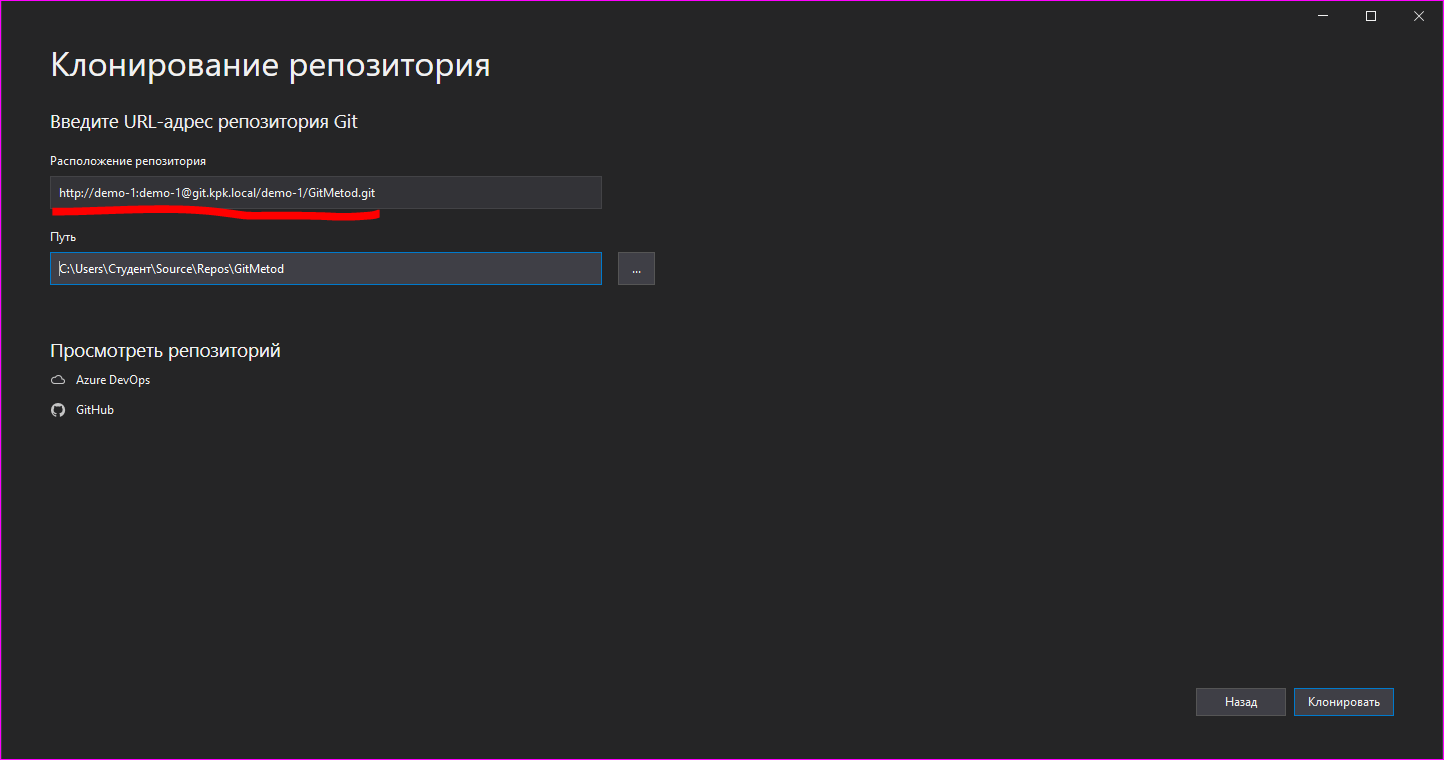 Клонирование репозитория
Введите URL-адрес репозитория Git
Расположение репозитория
http://demo-1:demo-1@git.kpk.local/demo-1/GitMetod.git
Путь
C:\Users\Студент\Source\Repos\GitMetod
...
Просмотреть репозиторий
Azure DevOps
GitHub
Назад Клонировать